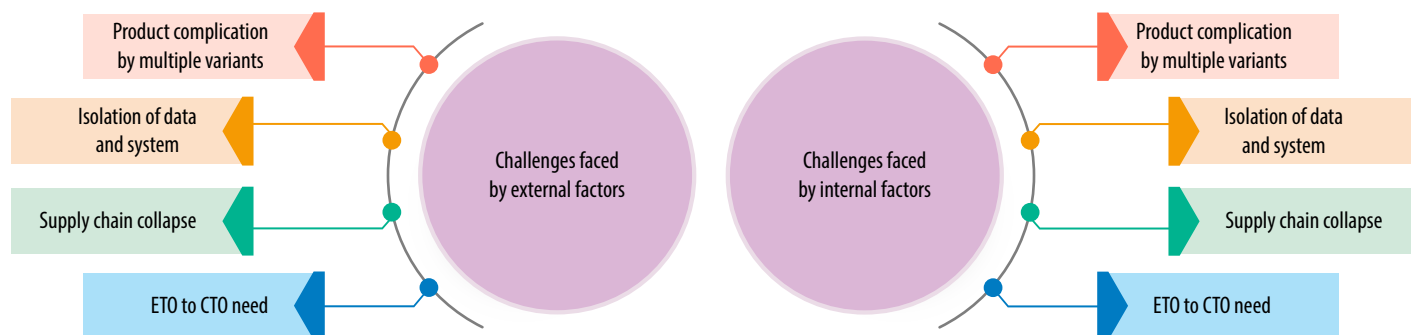 Product complication
by multiple variants
Isolation of data
and system
Supply chain collapse
ETO to CTO need
Challenges faced
by external factors
Challenges faced
by internal factors
Product complication
by multiple variants
Isolation of data
and system
Supply chain collapse
ETO to CTO need